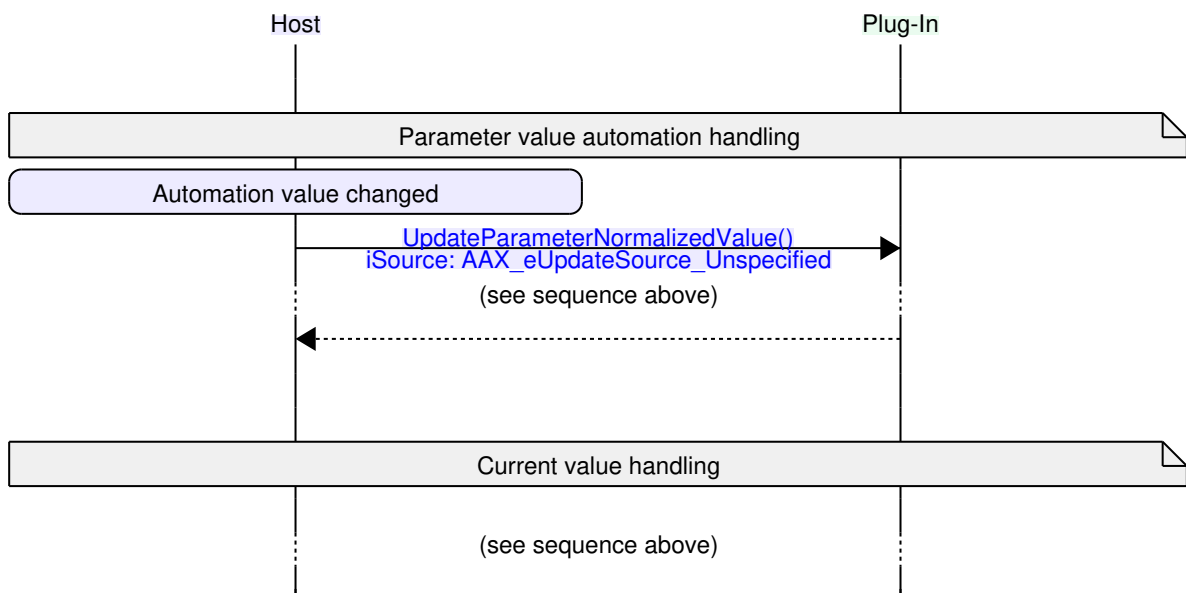 Host
Plug-In
Parameter value automation handling
Automation value changed
UpdateParameterNormalizedValue()
iSource: AAX_eUpdateSource_Unspecified
(see sequence above)
Current value handling
(see sequence above)